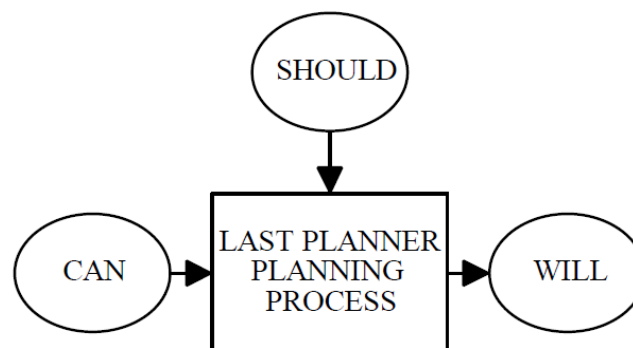 SHOULD
CAN
LAST PLANNER
PLANNING
PROCESS
WILL